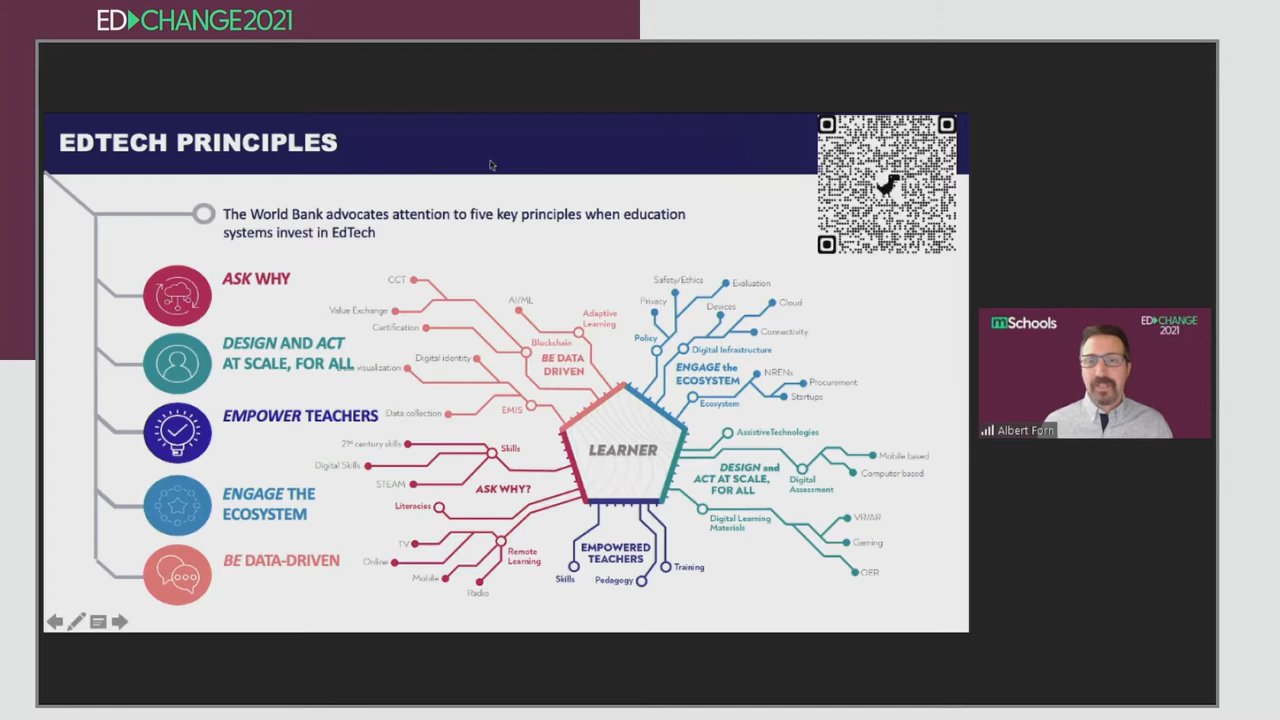 ED▶CHANGE2021
EDTECH PRINCIPLES
The World Bank advocates attention to five key principles when education
systems invest in EdTech
ASK WHY
DESIGN AND ACT
AT SCALE, FOR ALL
EMPOWER TEACHERS
ENGAGE THE
ECOSYSTEM
BE DATA-DRIVEN
CCT
Value Exchange
Certification
AI/ML
Adaptive
Learning
Blockchain
BE DATA
DRIVEN
Digital identity
visualization
Data collection
EMIS
Safety/Ethics
Privacy
Policy
Evaluation
Devices
Cloud
Connectivity
Digital Infrastructure
ENGAGE the
ECOSYSTEM
NRENs
Procurement
Startups
Ecosystem
LEARNER
21st century skills
Digital Skills
STEAM
Skills
ASK WHY?
Literacies
TV
Online
Mobile
Radio
Remote
Learning
EMPOWERED
TEACHERS
Skills
Pedagogy
Training
Assistive Technologies
DESIGN and
ACT AT SCALE,
FOR ALL
Digital
Assessment
Mobile based
Computer based
Digital Learning
Materials
VR/AR
Gaming
OER
mSchools
ED▶CHANGE
2021
Albert Forn